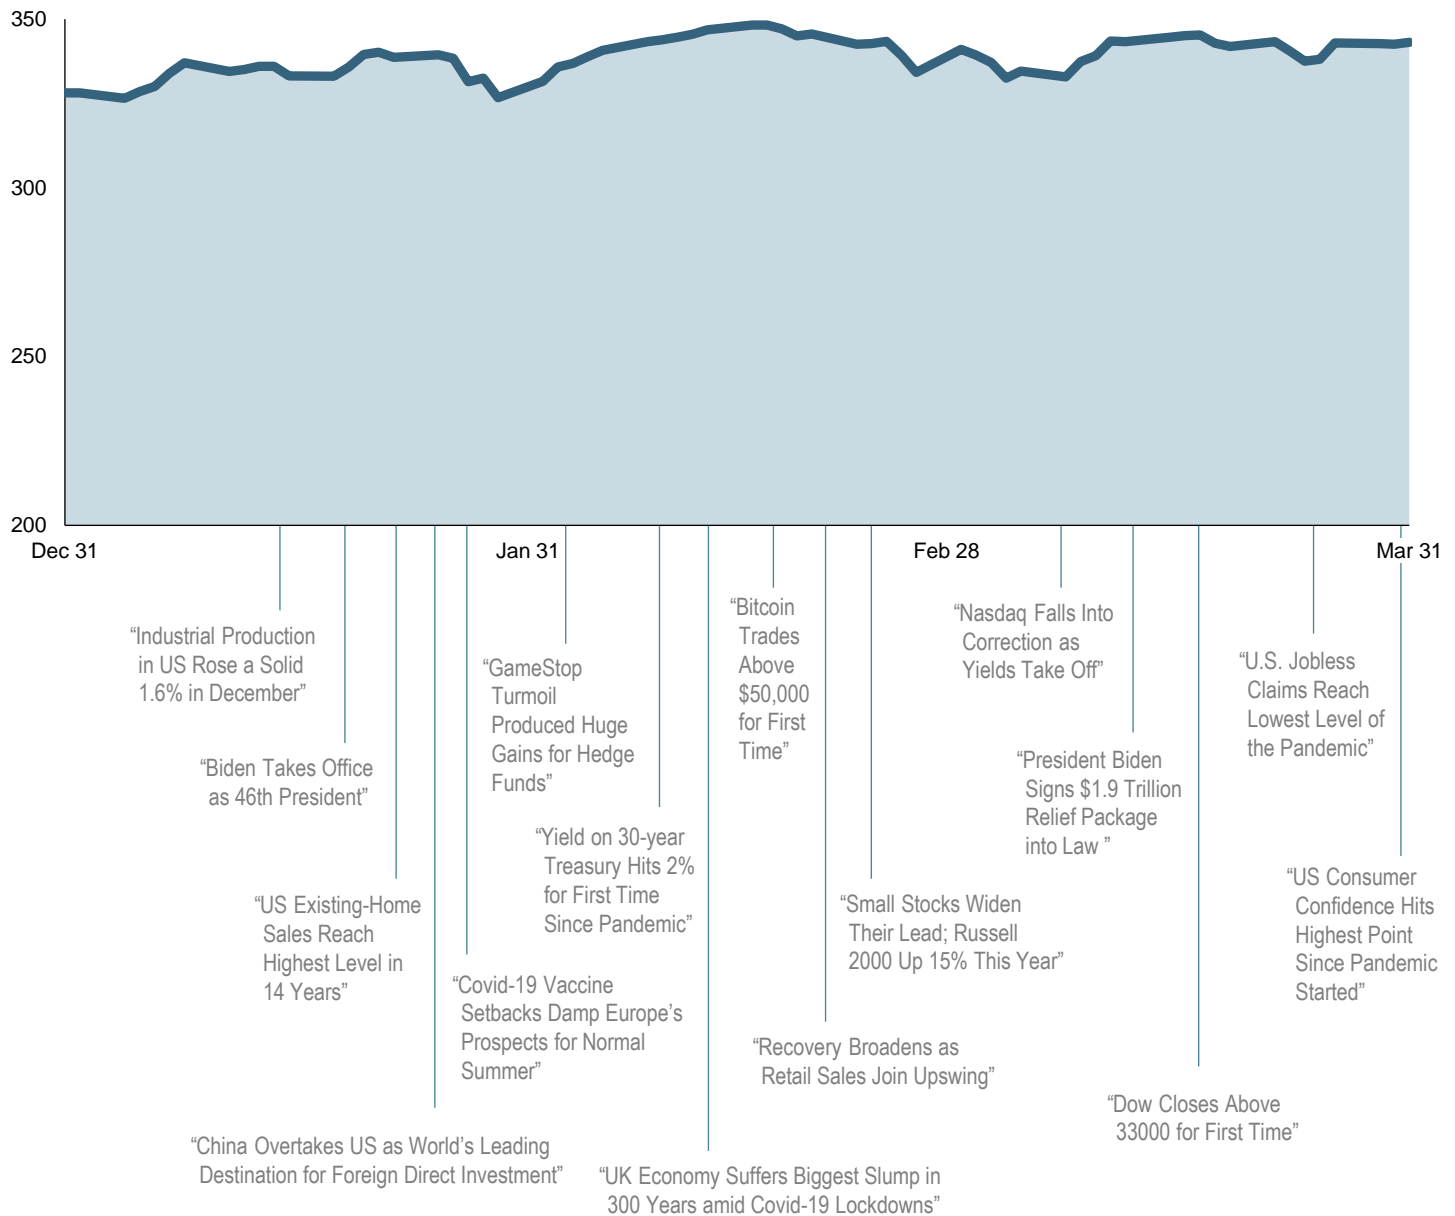 350
300
250
200
Dec 31
Jan 31
Feb 28
Mar 31
“Industrial Production
in US Rose a Solid
1.6% in December”
“Biden Takes Office
as 46th President”
“US Existing-Home
Sales Reach
Highest Level in
14 Years”
“China Overtakes US as World’s Leading
Destination for Foreign Direct Investment”
“Covid-19 Vaccine
Setbacks Damp Europe’s
Prospects for Normal
Summer”
“GameStop
Turmoil
Produced Huge
Gains for Hedge
Funds”
“Yield on 30-year
Treasury Hits 2%
for First Time
Since Pandemic”
“UK Economy Suffers Biggest Slump in
300 Years amid Covid-19 Lockdowns”
“Bitcoin
Trades
Above
$50,000
for First
Time”
“Recovery Broadens as
Retail Sales Join Upswing”
“Small Stocks Widen
Their Lead; Russell
2000 Up 15% This Year”
“Nasdaq Falls Into
Correction as
Yields Take Off”
“President Biden
Signs $1.9 Trillion
Relief Package
into Law ”
“Dow Closes Above
33000 for First Time”
“U.S. Jobless
Claims Reach
Lowest Level of
the Pandemic”
“US Consumer
Confidence Hits
Highest Point
Since Pandemic
Started”